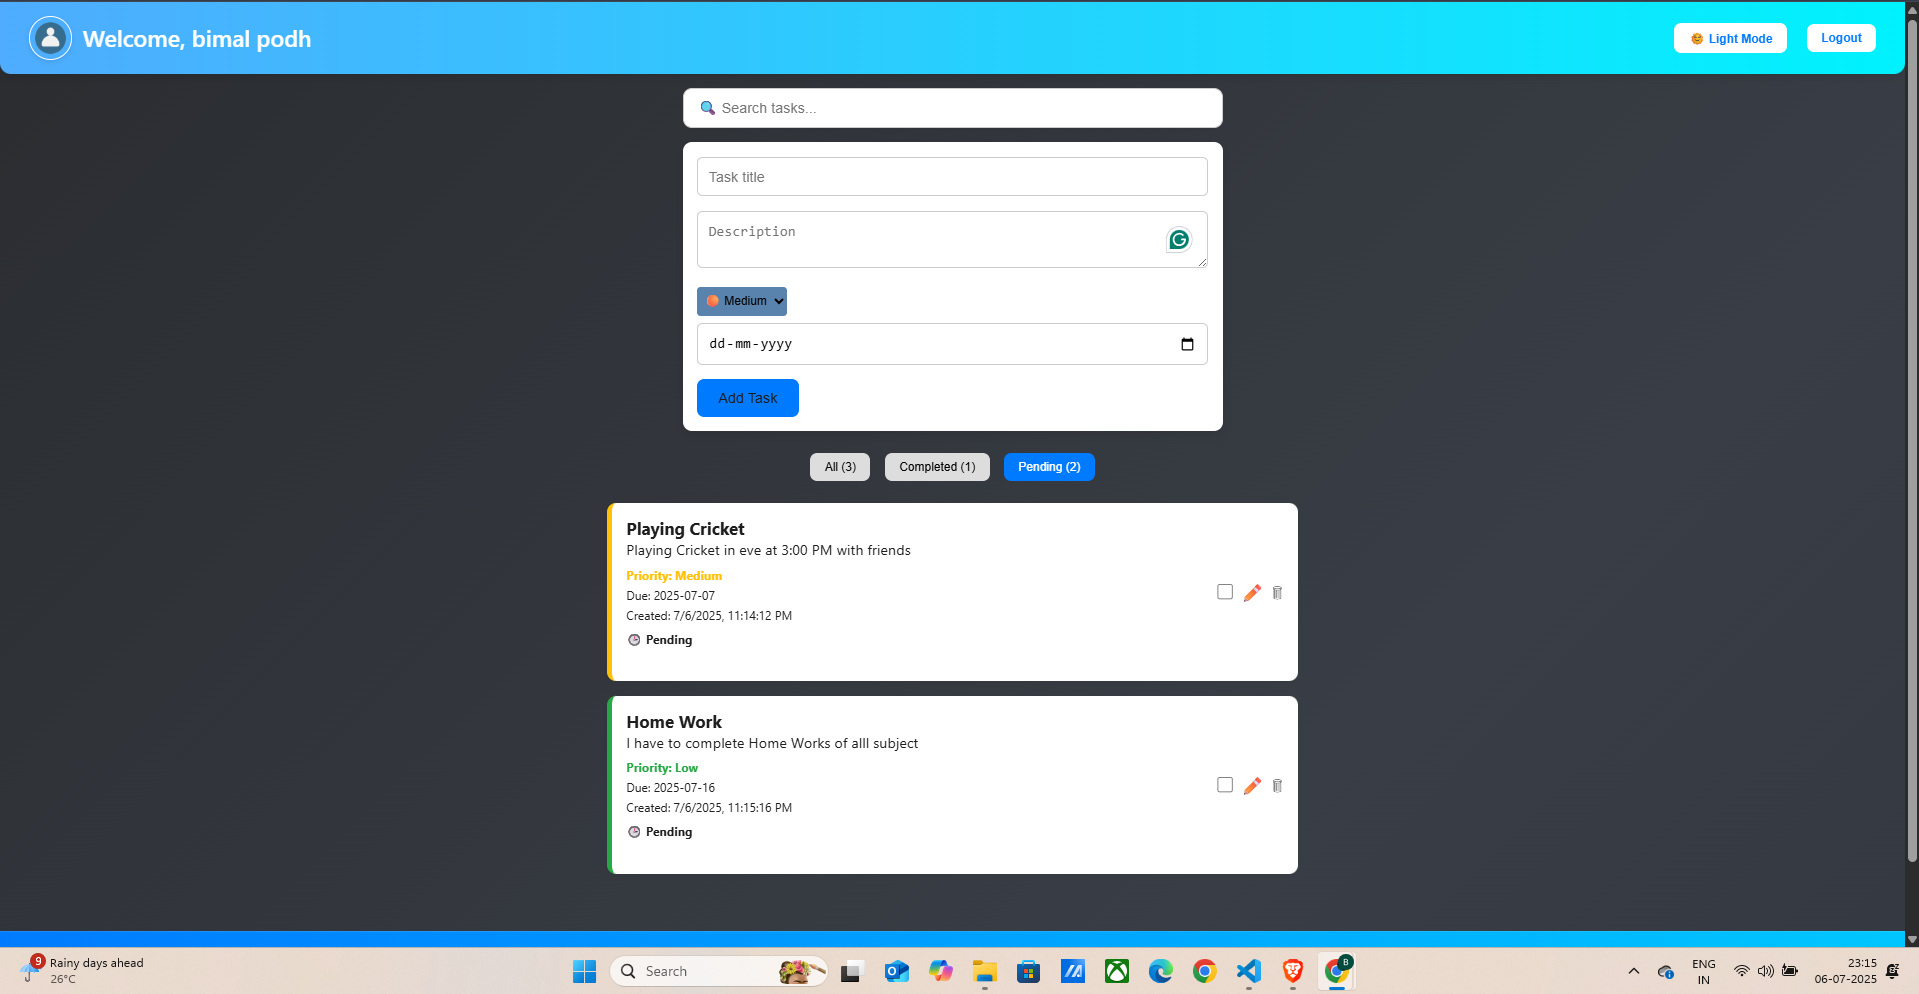 Welcome, bimal podh
Light Mode
Logout
Search tasks...
Task title
Description
Medium
dd-mm-yyyy
Add Task
All (3)
Completed (1)
Pending (2)
Playing Cricket
Playing Cricket in eve at 3:00 PM with friends
Priority: Medium
Due: 2025-07-07
Created: 7/6/2025, 11:14:12 PM
Pending
Home Work
I have to complete Home Works of alll subject
Priority: Low
Due: 2025-07-16
Created: 7/6/2025, 11:15:16 PM
Pending
9
Rainy days ahead
26°C
Search
B
ENG
IN
23:15
06-07-2025